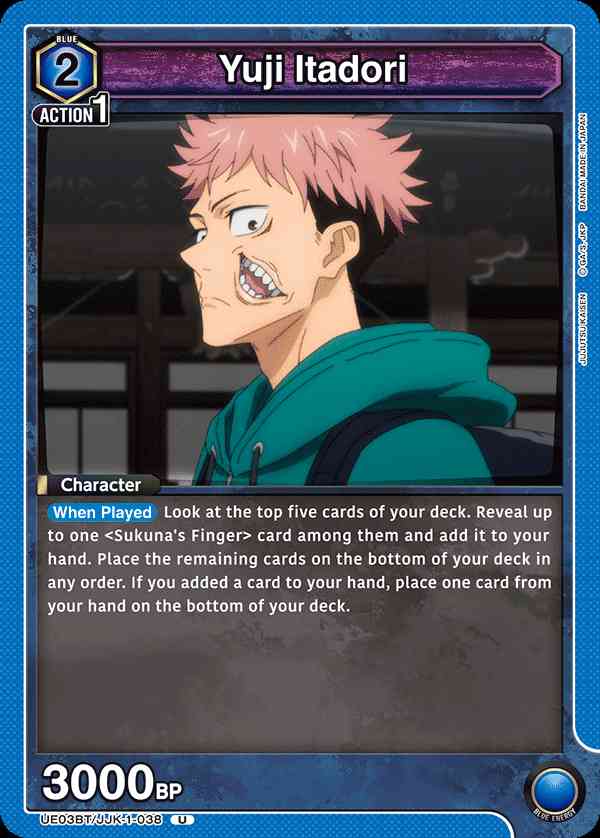 BLUE
2
Yuji Itadori
ACTION 1
BANDAI MADE IN JAPAN
© GA/S, JKP
JUJUTSU KAISEN
Character
When Played Look at the top five cards of your deck. Reveal up
to one <Sukuna's Finger> card among them and add it to your
hand. Place the remaining cards on the bottom of your deck in
any order. If you added a card to your hand, place one card from
your hand on the bottom of your deck.
3000BP
UE03BT/JJK-1-038 U
BLUE ENERGY